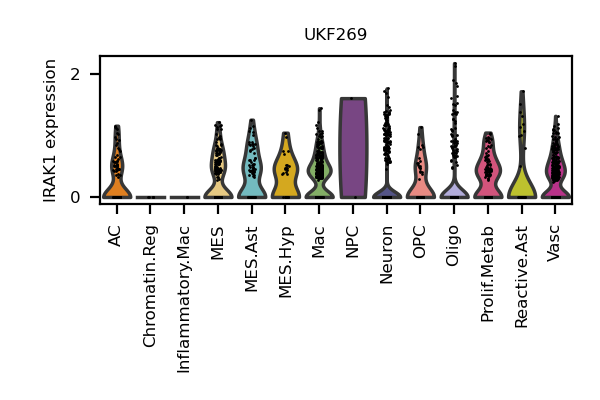 UKF269
IRAK1 expression
2
0
AC
Chromatin.Reg
Inflammatory.Mac
MES
MES.Ast
MES.Hyp
Mac
NPC
Neuron
OPC
Oligo
Prolif.Metab
Reactive.Ast
Vasc